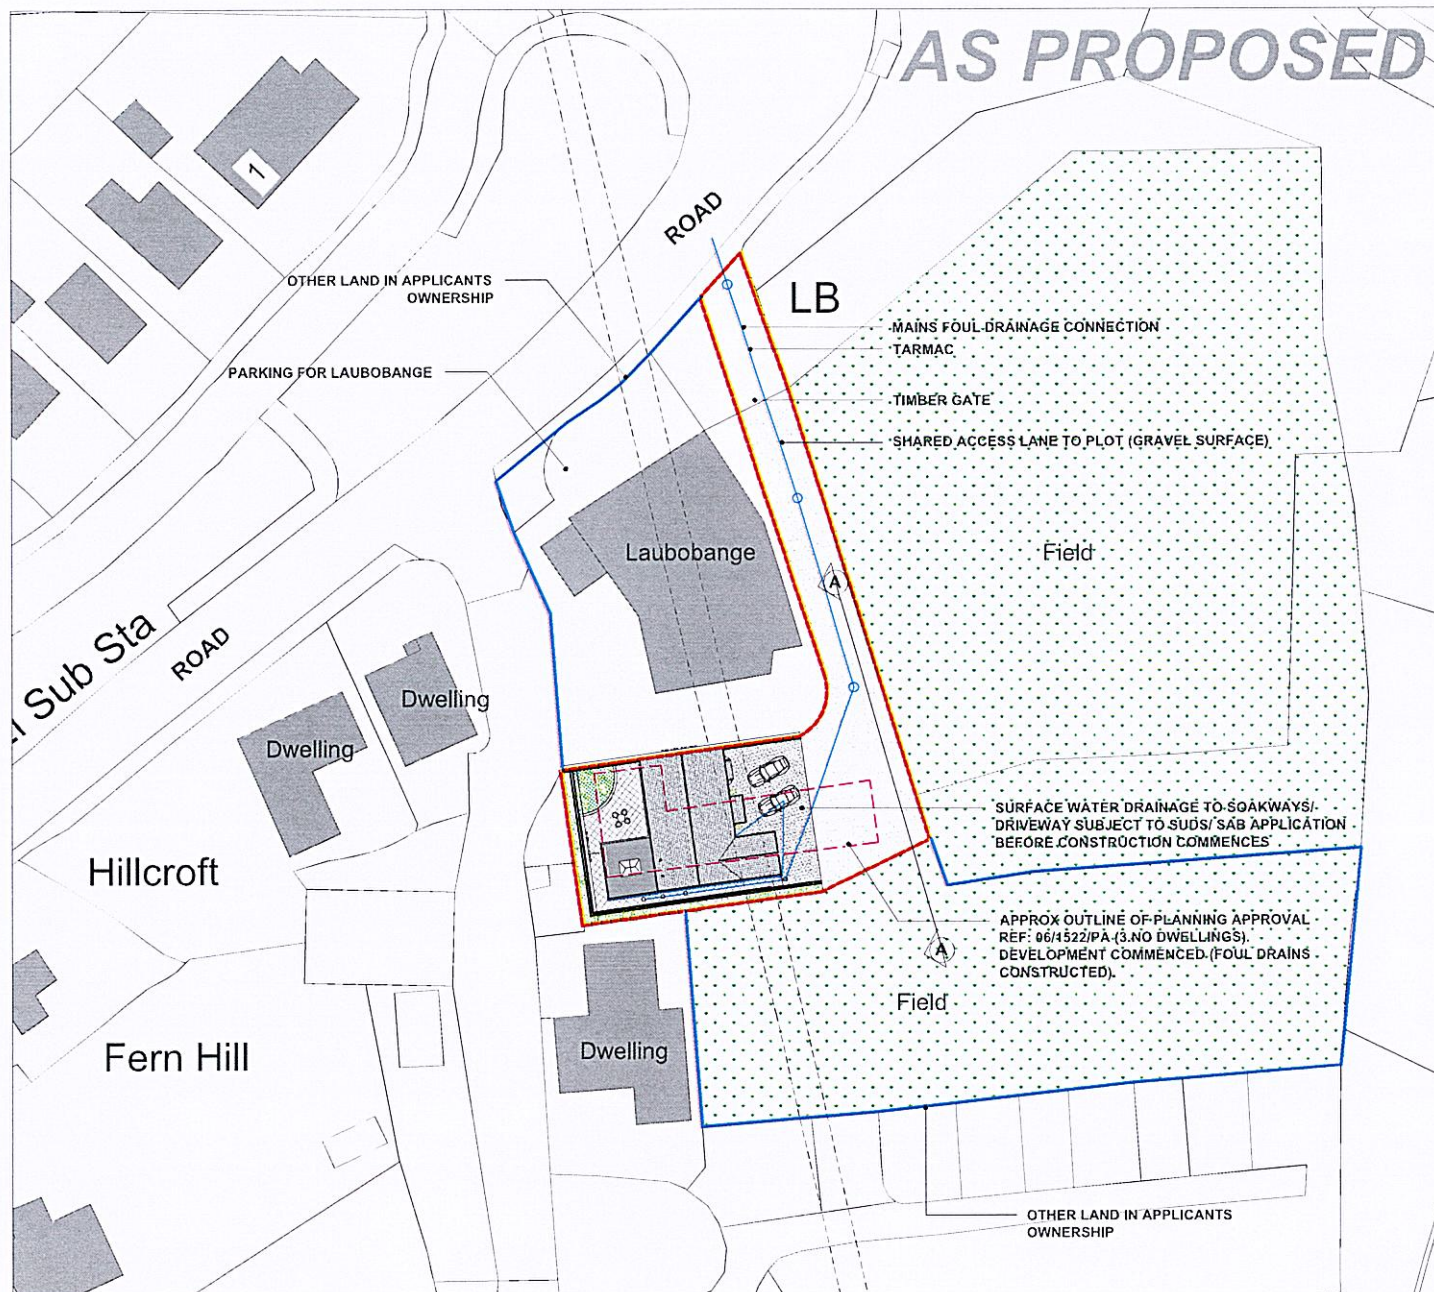 AS PROPOSED
1
ROAD
OTHER LAND IN APPLICANTS
OWNERSHIP
LB
MAINS FOUL DRAINAGE CONNECTION
TARMAC
PARKING FOR LAUBOBANGE
TIMBER GATE
SHARED ACCESS LANE TO PLOT (GRAVEL SURFACE)
Laubobange
Field
A
Sub Sta
ROAD
Dwelling
Dwelling
SURFACE WATER DRAINAGE TO SOAKWAYS/
DRIVEWAY SUBJECT TO SUDS/ SAB APPLICATION
BEFORE CONSTRUCTION COMMENCES
Hillcroft
APPROX OUTLINE OF PLANNING APPROVAL
REF: 06/1522/PA (3.NO DWELLINGS).
DEVELOPMENT COMMENCED (FOUL DRAINS
CONSTRUCTED).
A
Field
Fern Hill
Dwelling
OTHER LAND IN APPLICANTS
OWNERSHIP